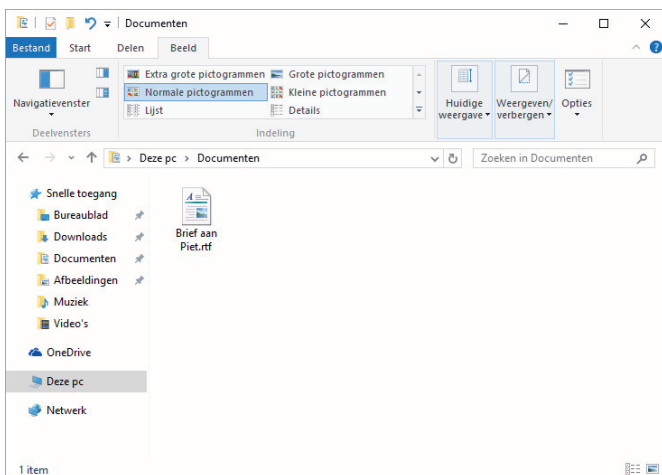 Documenten
Bestand Start Delen Beeld
Navigatievenster
Extra grote pictogrammen Grote pictogrammen
Normale pictogrammen Kleine pictogrammen
Lijst Details
Huidige weergave
Weergeven/ verbergen
Opties
Deelvensters Indeling
Deze pc > Documenten
Zoeken in Documenten
Snelle toegang
Bureaublad
Downloads
Documenten
Afbeeldingen
Muziek
Video's
OneDrive
Deze pc
Netwerk
Brief aan
Piet.rtf
1 item